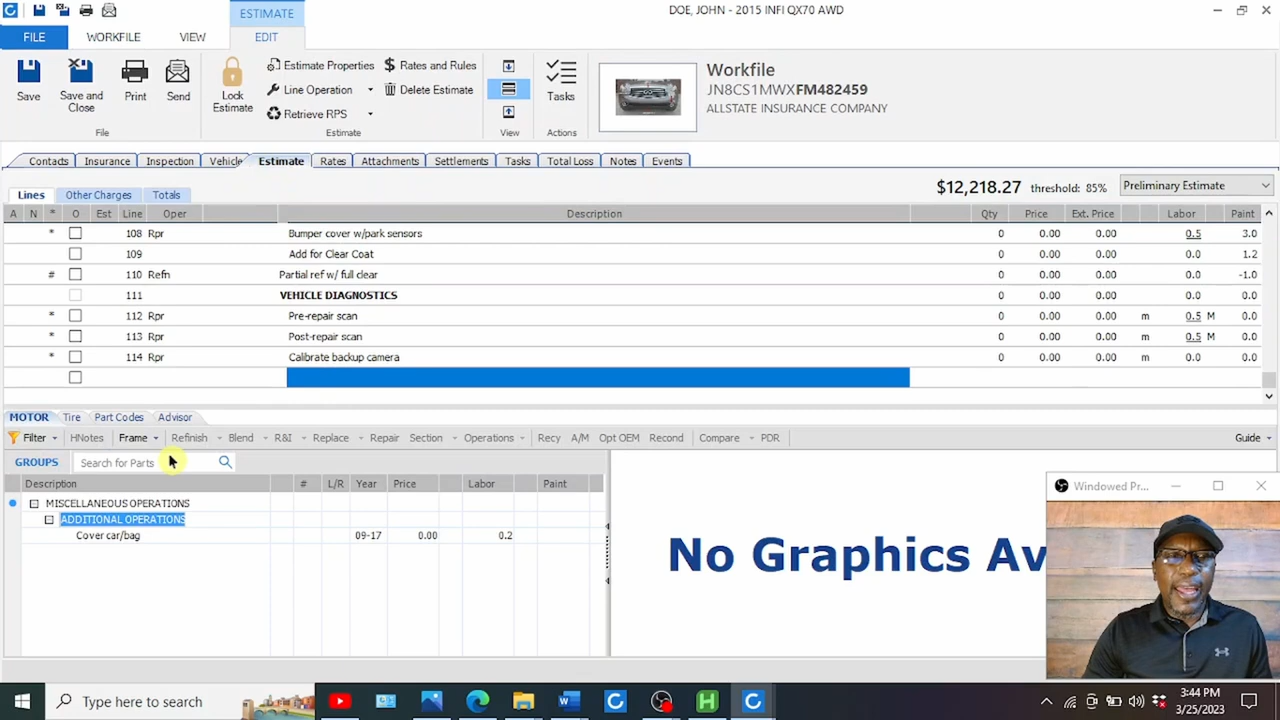 ESTIMATE
DOE, JOHN - 2015 INFI QX70 AWD
FILE WORKFILE VIEW EDIT
Save
Save and Close
Print
Send
File
Lock Estimate
Estimate Properties
Line Operation
Retrieve RPS
Rates and Rules
Delete Estimate
Estimate
View
Tasks
Actions
Workfile
JN8CS1MWXFM482459
ALLSTATE INSURANCE COMPANY
Contacts Insurance Inspection Vehicle Estimate Rates Attachments Settlements Tasks Total Loss Notes Events
Lines Other Charges Totals $12,218.27 threshold: 85% Preliminary Estimate
A N * O Est Line Oper Description Qty Price Ext. Price Labor Paint
* 108 Rpr Bumper cover w/park sensors 0 0.00 0.00 0.5 3.0
109 Add for Clear Coat 0 0.00 0.00 0.0 1.2
# 110 Refn Partial ref w/ full clear 0 0.00 0.00 0.0 -1.0
111 VEHICLE DIAGNOSTICS 0 0.00 0.00 0.0 0.0
* 112 Rpr Pre-repair scan 0 0.00 0.00 m 0.5 M 0.0
* 113 Rpr Post-repair scan 0 0.00 0.00 m 0.5 M 0.0
* 114 Rpr Calibrate backup camera 0 0.00 0.00 m 0.0 0.0
MOTOR Tire Part Codes Advisor
Filter HNotes Frame Refinish Blend R&I Replace Repair Section Operations Recy A/M Opt OEM Recond Compare PDR Guide
GROUPS Search for Parts
Description # L/R Year Price Labor Paint
MISCELLANEOUS OPERATIONS
ADDITIONAL OPERATIONS
Cover car/bag 09-17 0.00 0.2
No Graphics Av
Windowed Pr...
Type here to search
3:44 PM
3/25/2023